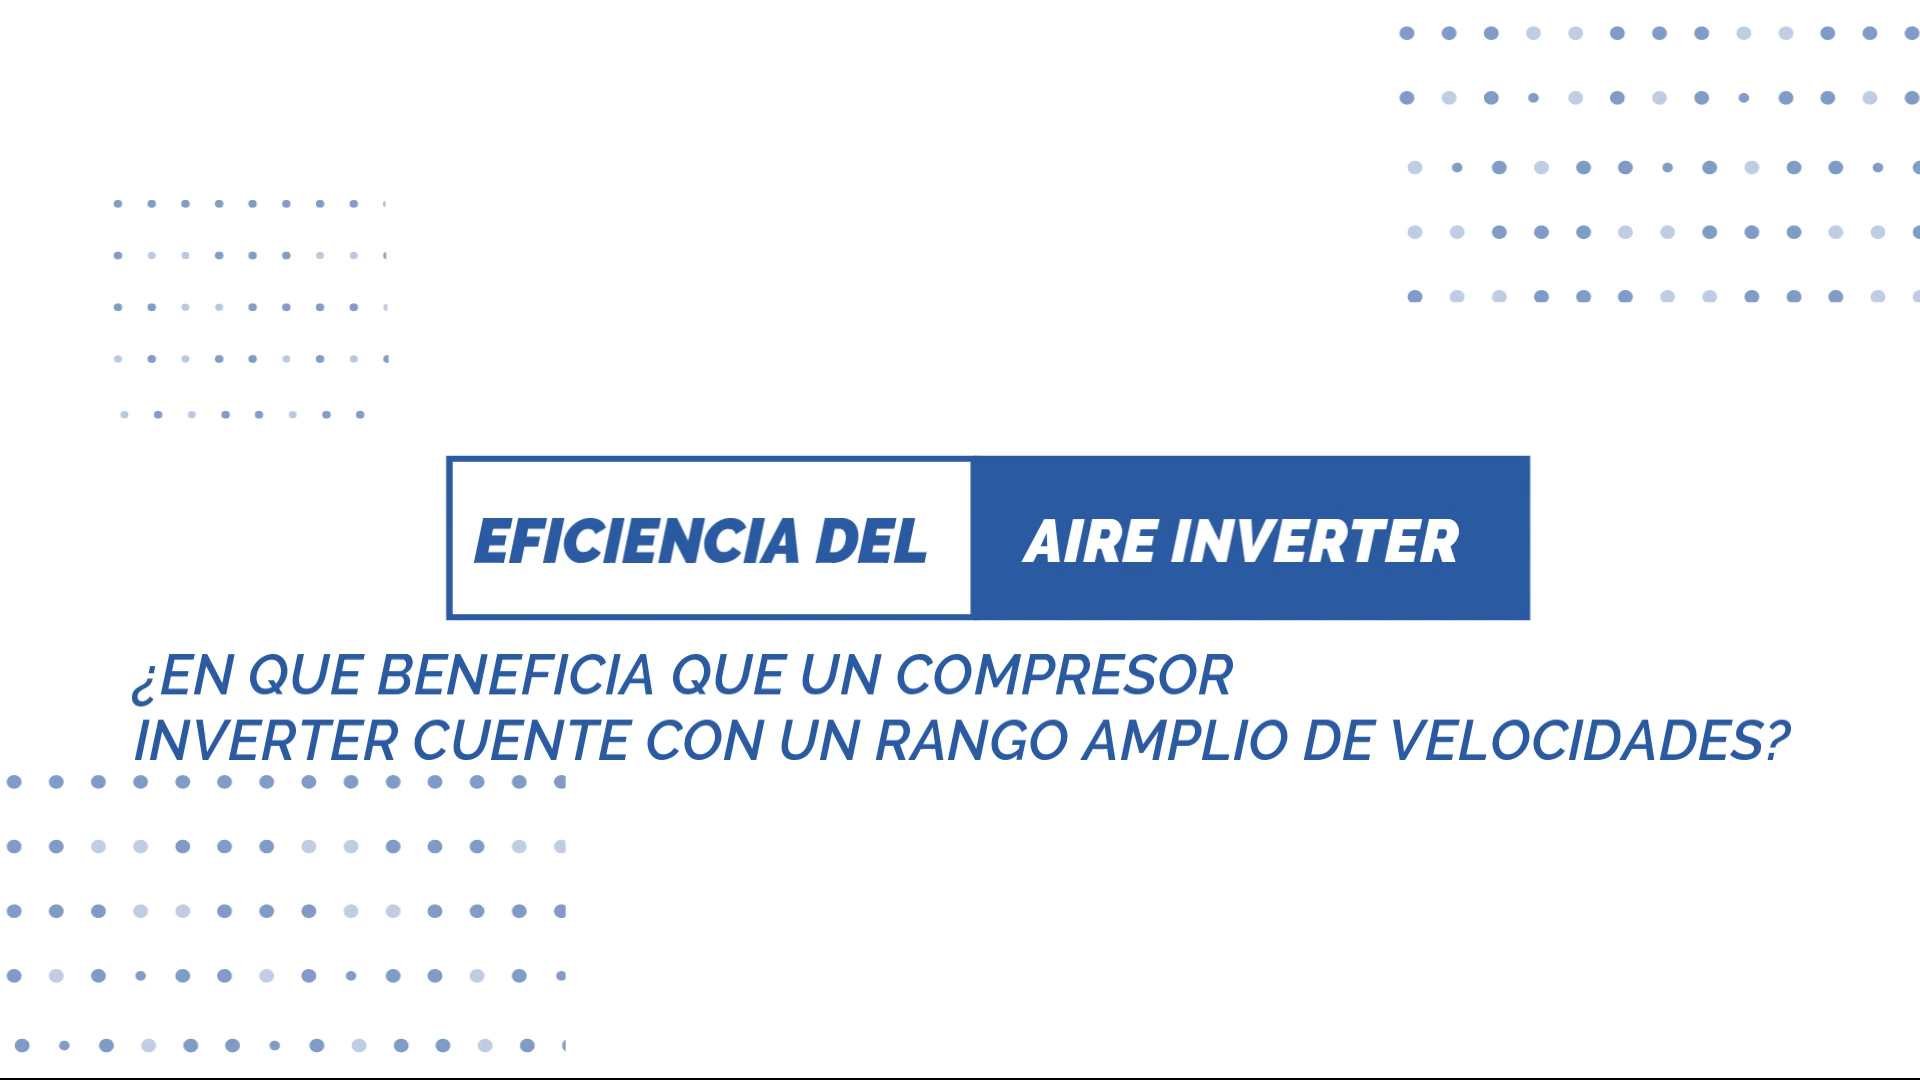 EFICIENCIA DEL AIRE INVERTER
¿EN QUE BENEFICIA QUE UN COMPRESOR
INVERTER CUENTE CON UN RANGO AMPLIO DE VELOCIDADES?